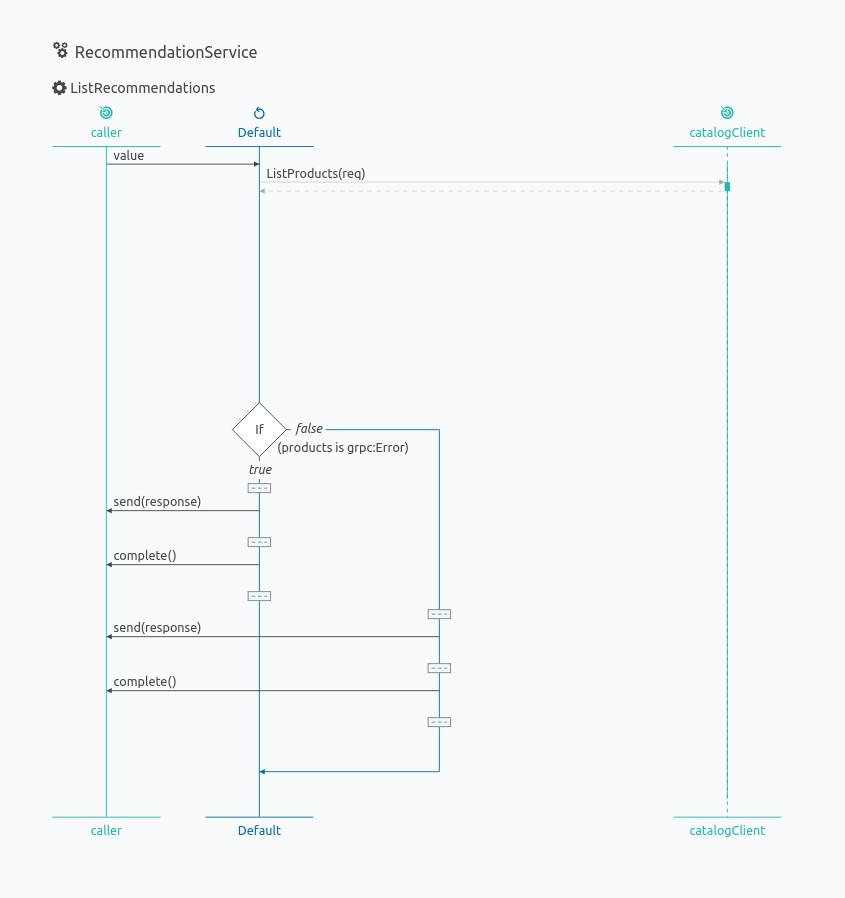 RecommendationService
ListRecommendations
caller
Default
catalogClient
value
ListProducts(req)
If
false
(products is grpc:Error)
true
send(response)
complete()
send(response)
complete()
caller
Default
catalogClient